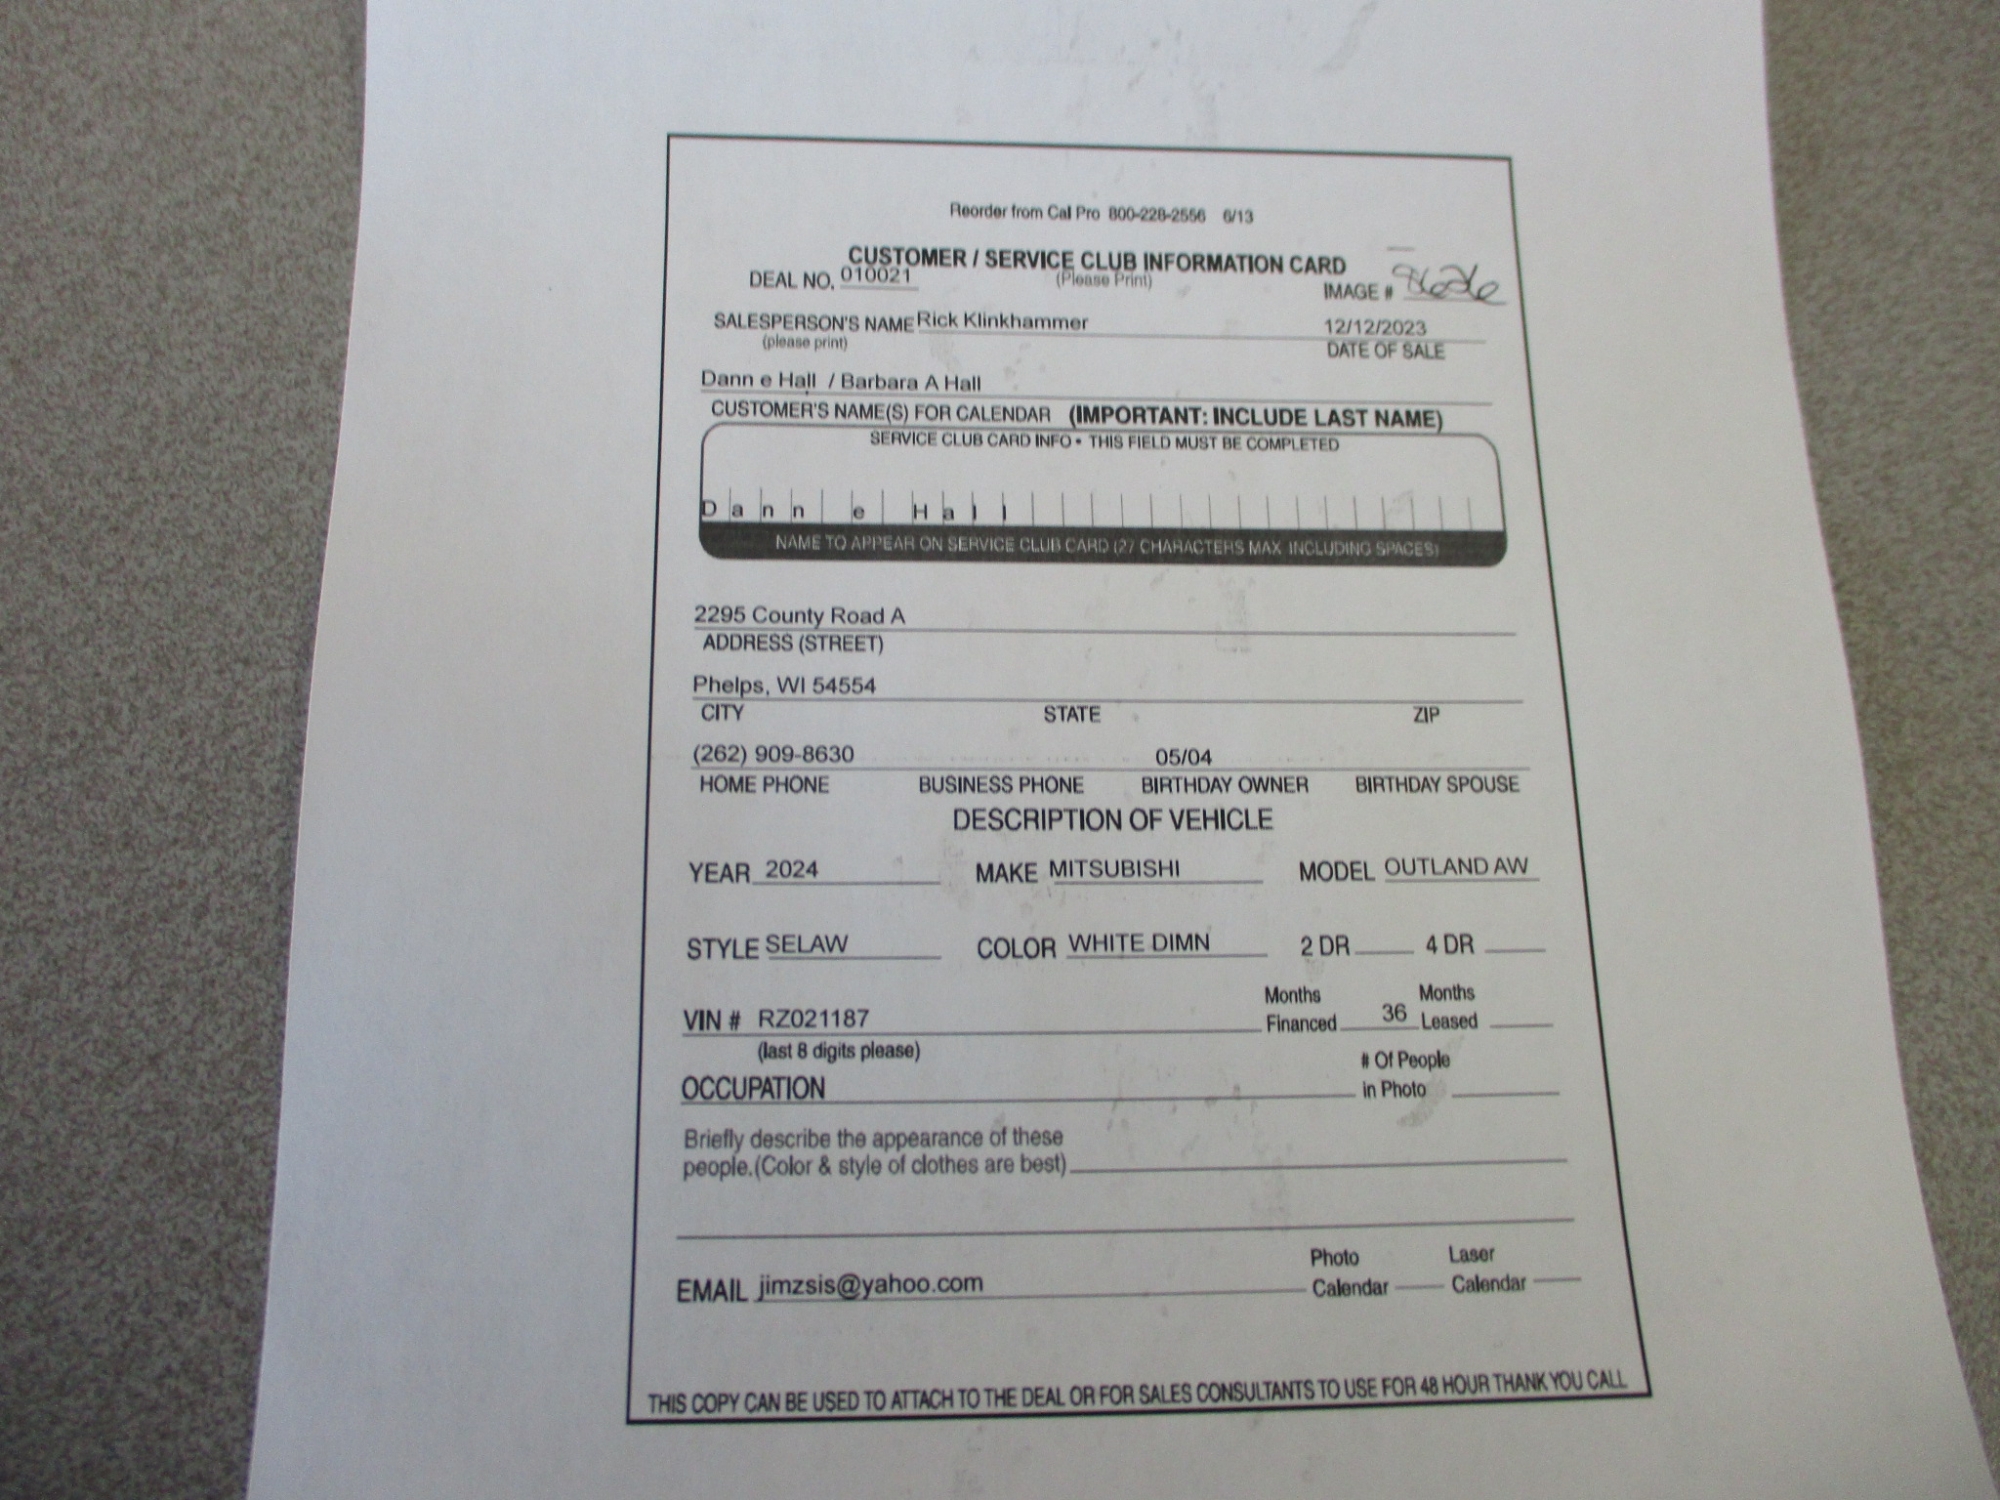 Reorder from Cal Pro 800-228-2556 6/13
CUSTOMER / SERVICE CLUB INFORMATION CARD
DEAL NO. 010021 (Please Print) IMAGE #
SALESPERSON'S NAME Rick Klinkhammer 12/12/2023
(please print) DATE OF SALE
Dann e Hall / Barbara A Hall
CUSTOMER'S NAME(S) FOR CALENDAR (IMPORTANT: INCLUDE LAST NAME)
SERVICE CLUB CARD INFO • THIS FIELD MUST BE COMPLETED
D a n n e H a l l
NAME TO APPEAR ON SERVICE CLUB CARD (27 CHARACTERS MAX INCLUDING SPACES)
2295 County Road A
ADDRESS (STREET)
Phelps, WI 54554
CITY STATE ZIP
(262) 909-8630 05/04
HOME PHONE BUSINESS PHONE BIRTHDAY OWNER BIRTHDAY SPOUSE
DESCRIPTION OF VEHICLE
YEAR 2024 MAKE MITSUBISHI MODEL OUTLAND AW
STYLE SELAW COLOR WHITE DIMN 2 DR 4 DR
Months Months
VIN # RZ021187 Financed 36 Leased
(last 8 digits please)
# Of People
OCCUPATION in Photo
Briefly describe the appearance of these
people.(Color & style of clothes are best)
Photo Laser
EMAIL jimzsis@yahoo.com Calendar Calendar
THIS COPY CAN BE USED TO ATTACH TO THE DEAL OR FOR SALES CONSULTANTS TO USE FOR 48 HOUR THANK YOU CALL